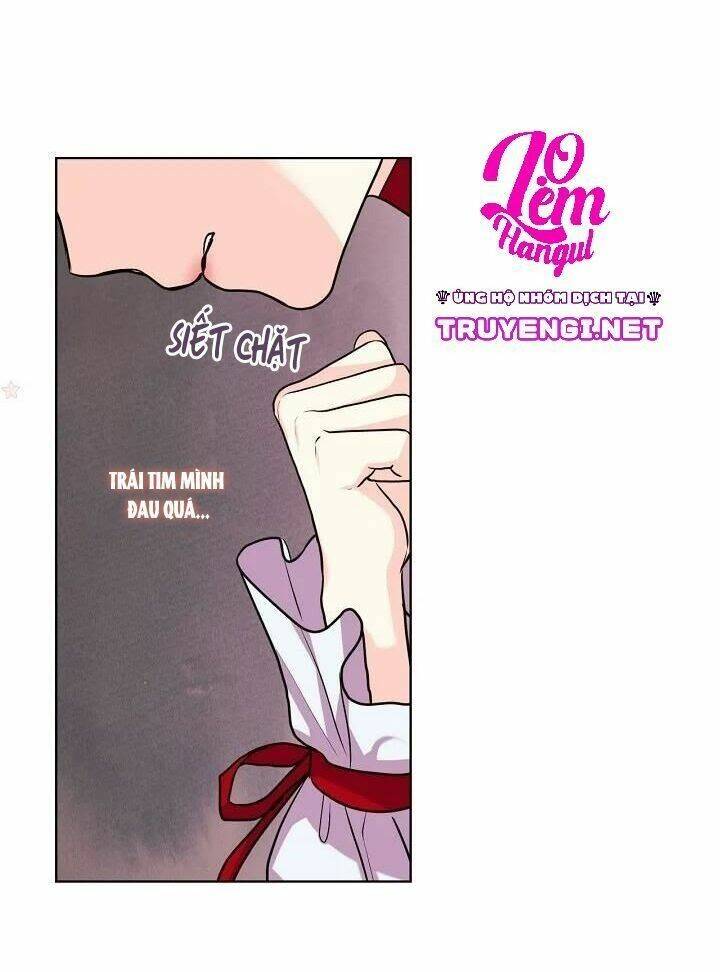 Lọ
Lem
Hangul
ỦNG HỘ NHÓM DỊCH TẠI
TRUYENGI.NET
SIẾT CHẶT
TRÁI TIM MÌNH
ĐAU QUÁ...